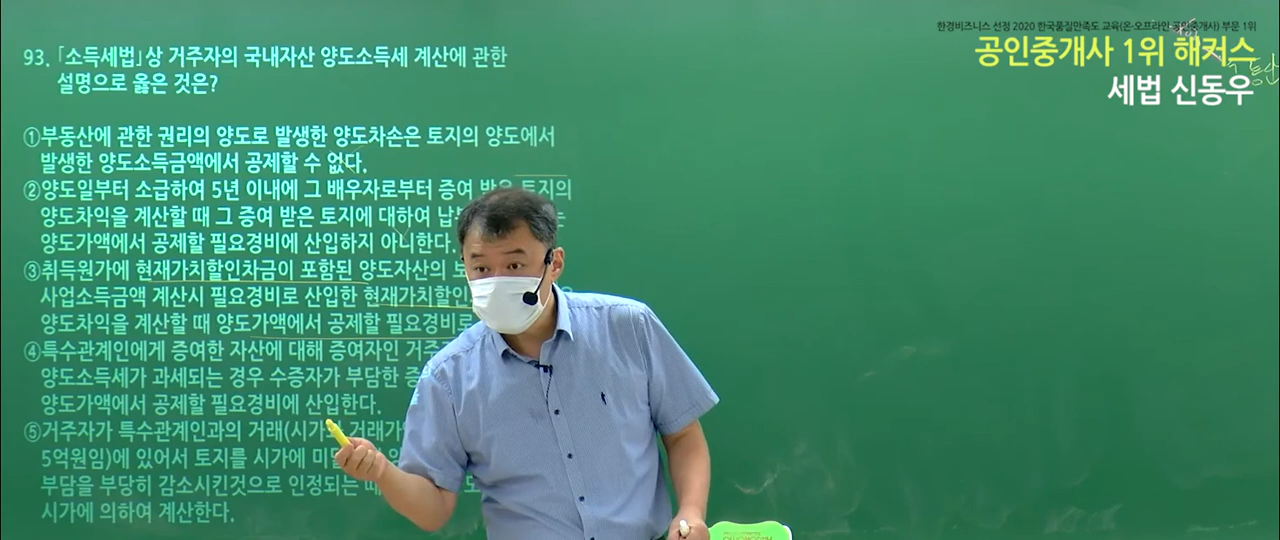 한경비즈니스 선정 2020 한국품질만족도 교육(온·오프라인 공인중개사) 부문 1위
공인중개사 1위 해커스
세법 신동우
93. 「소득세법」상 거주자의 국내자산 양도소득세 계산에 관한
설명으로 옳은 것은?
①부동산에 관한 권리의 양도로 발생한 양도차손은 토지의 양도에서
발생한 양도소득금액에서 공제할 수 없다.
②양도일부터 소급하여 5년 이내에 그 배우자로부터 증여 받은 토지의
양도차익을 계산할 때 그 증여 받은 토지에 대하여
양도가액에서 공제할 필요경비에 산입하지 아니한다.
③취득원가에 현재가치할인차금이 포함된 양도자산의
사업소득금액 계산시 필요경비로 산입한 현재가치할인
양도차익을 계산할 때 양도가액에서 공제할 필요경비로
④특수관계인에게 증여한 자산에 대해 증여자인
양도소득세가 과세되는 경우 수증자가 부담한
양도가액에서 공제할 필요경비에 산입한다.
⑤거주자가 특수관계인과의 거래(시가와 거래가
5억원임)에 있어서 토지를 시가에
부담을 부당히 감소시킨것으로 인정되는
시가에 의하여 계산한다.